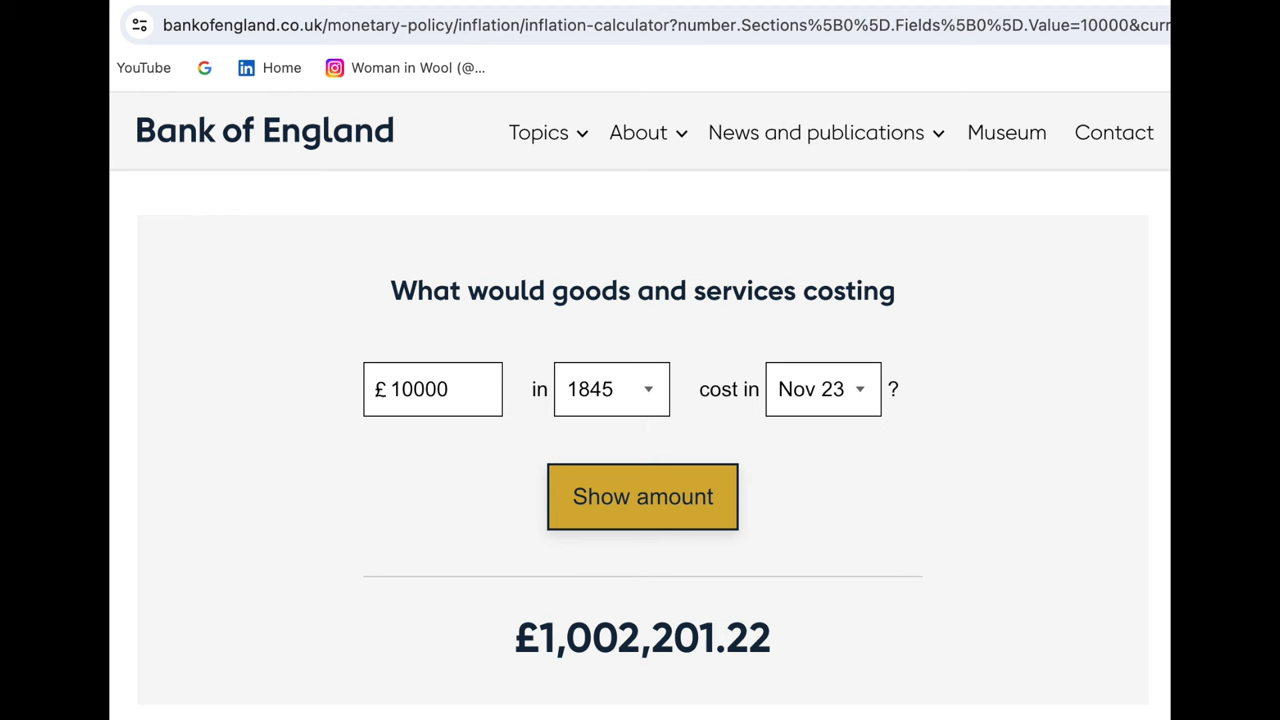 bankofengland.co.uk/monetary-policy/inflation/inflation-calculator?number.Sections%5B0%5D.Fields%5B0%5D.Value=10000&curr
YouTube Home Woman in Wool (@...
Bank of England Topics About News and publications Museum Contact
What would goods and services costing
£ 10000 in 1845 cost in Nov 23 ?
Show amount
£1,002,201.22